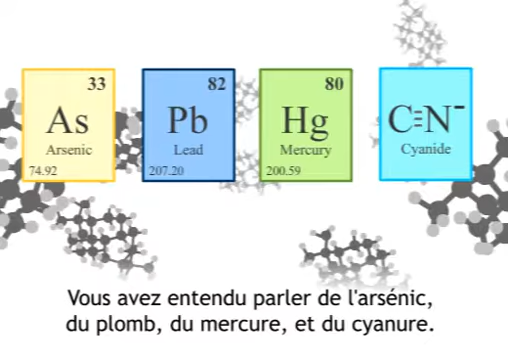 33
As
Arsenic
74.92
82
Pb
Lead
207.20
80
Hg
Mercury
200.59
C≡N⁻
Cyanide
Vous avez entendu parler de l'arsénic,
du plomb, du mercure, et du cyanure.